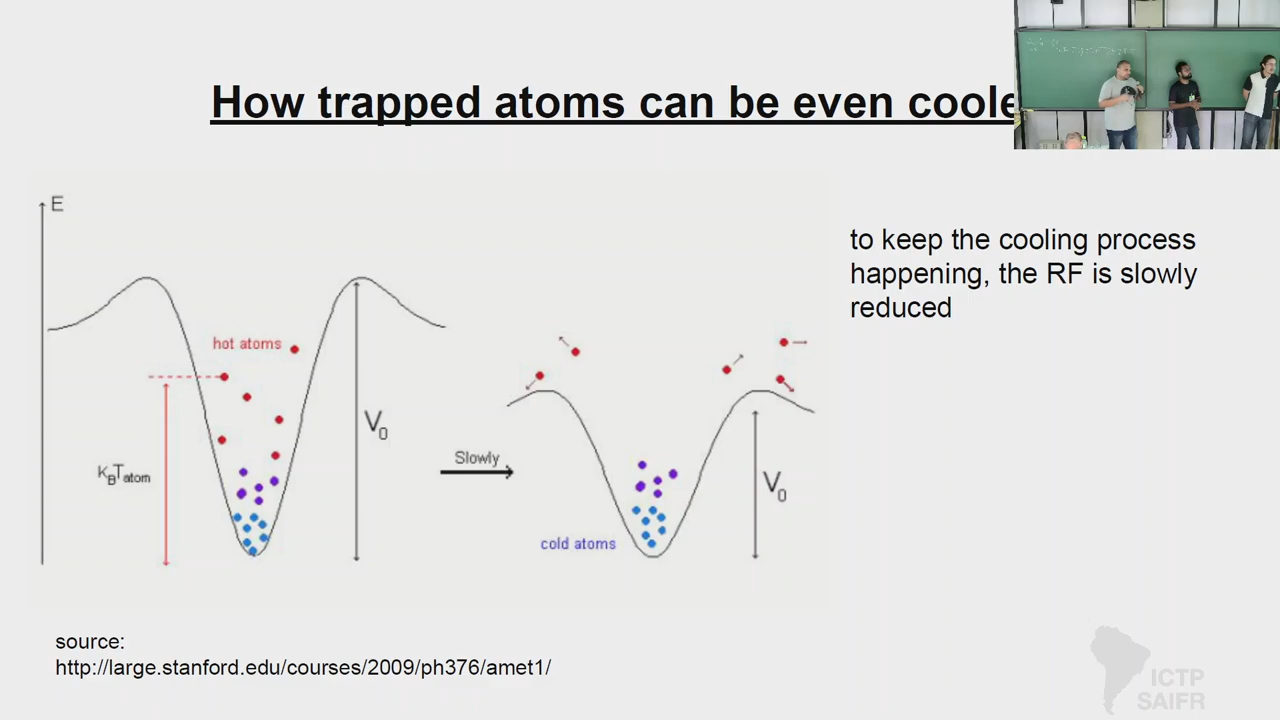 How trapped atoms can be even coole
E
to keep the cooling process
happening, the RF is slowly
reduced
hot atoms
V0
KBTatom
Slowly
V0
cold atoms
source:
http://large.stanford.edu/courses/2009/ph376/amet1/
ICTP
SAIFR